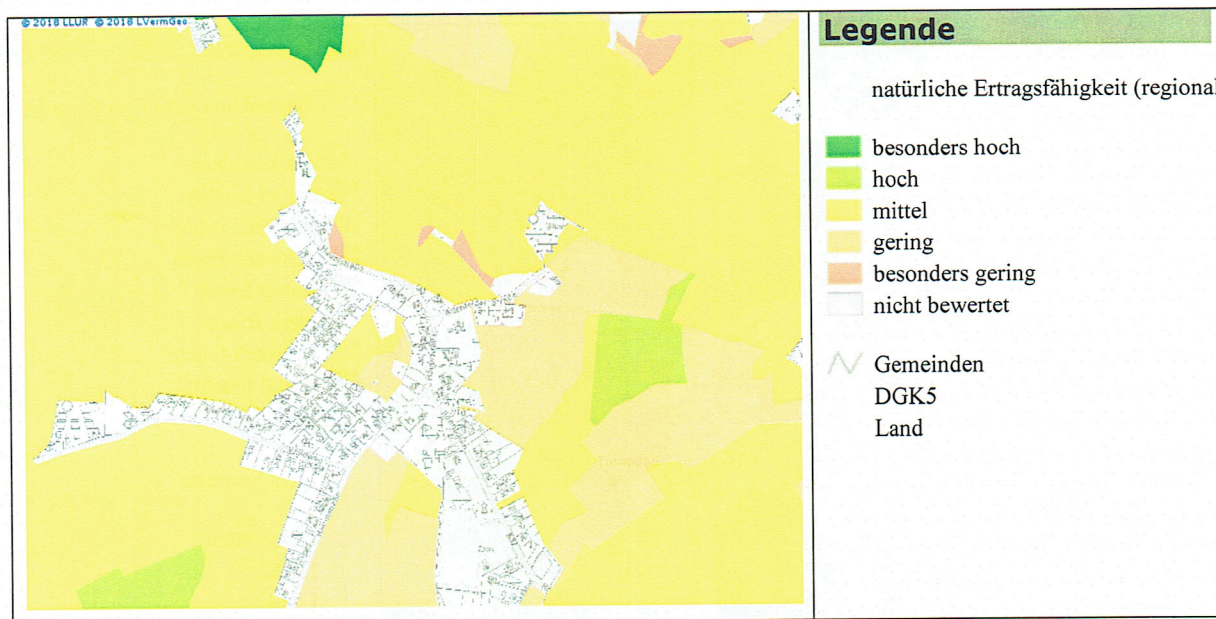 © 2018 LLUR © 2018 LVermGeo
Legende
natürliche Ertragsfähigkeit (regional
besonders hoch
hoch
mittel
gering
besonders gering
nicht bewertet
Gemeinden
DGK5
Land